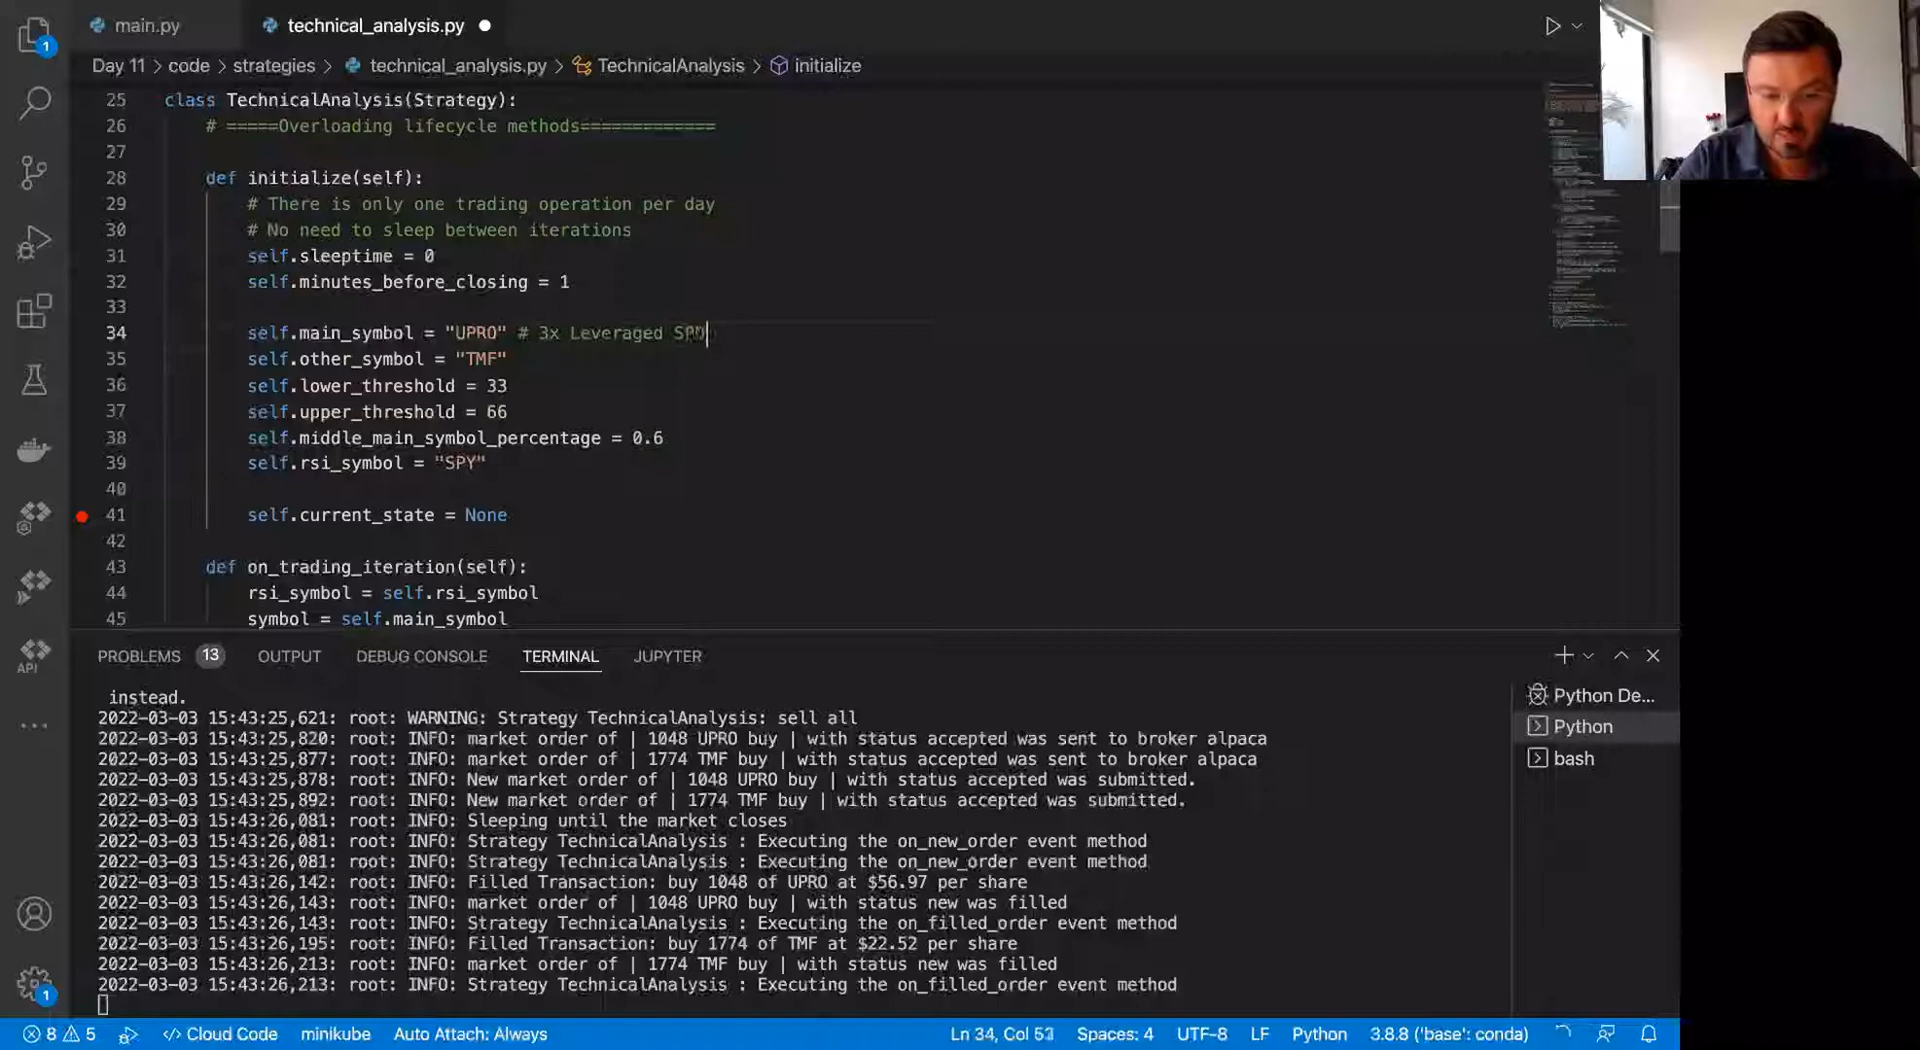 1
main.py
technical_analysis.py
Day 11 > code > strategies > technical_analysis.py > TechnicalAnalysis > initialize
25 class TechnicalAnalysis(Strategy):
26 # =====Overloading lifecycle methods=============
27
28 def initialize(self):
29 # There is only one trading operation per day
30 # No need to sleep between iterations
31 self.sleeptime = 0
32 self.minutes_before_closing = 1
33
34 self.main_symbol = "UPRO" # 3x Leveraged
35 self.other_symbol = "TMF"
36 self.lower_threshold = 33
37 self.upper_threshold = 66
38 self.middle_main_symbol_percentage = 0.6
39 self.rsi_symbol = "SPY"
40
41 self.current_state = None
42
43 def on_trading_iteration(self):
44 rsi_symbol = self.rsi_symbol
45 symbol = self.main_symbol
API
PROBLEMS 13 OUTPUT DEBUG CONSOLE TERMINAL JUPYTER
instead.
2022-03-03 15:43:25,621: root: WARNING: Strategy TechnicalAnalysis: sell all
2022-03-03 15:43:25,820: root: INFO: market order of | 1048 UPRO buy | with status accepted was sent to broker alpaca
2022-03-03 15:43:25,877: root: INFO: market order of | 1774 TMF buy | with status accepted was sent to broker alpaca
2022-03-03 15:43:25,878: root: INFO: New market order of | 1048 UPRO buy | with status accepted was submitted.
2022-03-03 15:43:25,892: root: INFO: New market order of | 1774 TMF buy | with status accepted was submitted.
2022-03-03 15:43:26,081: root: INFO: Sleeping until the market closes
2022-03-03 15:43:26,081: root: INFO: Strategy TechnicalAnalysis : Executing the on_new_order event method
2022-03-03 15:43:26,081: root: INFO: Strategy TechnicalAnalysis : Executing the on_new_order event method
2022-03-03 15:43:26,142: root: INFO: Filled Transaction: buy 1048 of UPRO at $56.97 per share
2022-03-03 15:43:26,143: root: INFO: market order of | 1048 UPRO buy | with status new was filled
2022-03-03 15:43:26,143: root: INFO: Strategy TechnicalAnalysis : Executing the on_filled_order event method
2022-03-03 15:43:26,195: root: INFO: Filled Transaction: buy 1774 of TMF at $22.52 per share
2022-03-03 15:43:26,213: root: INFO: market order of | 1774 TMF buy | with status new was filled
2022-03-03 15:43:26,213: root: INFO: Strategy TechnicalAnalysis : Executing the on_filled_order event method
Python De...
Python
bash
1
8 5 Cloud Code minikube Auto Attach: Always Ln 34, Col 53 Spaces: 4 UTF-8 LF Python 3.8.8 ('base': conda)